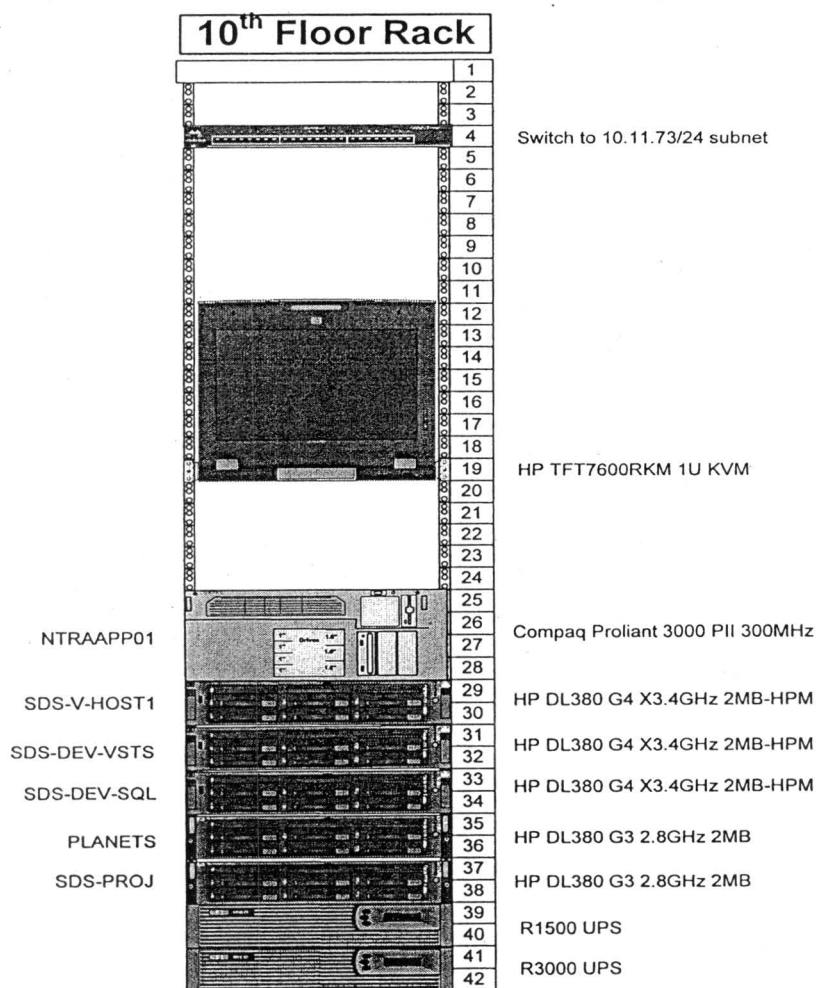 10th Floor Rack
1
2
3
4 Switch to 10.11.73/24 subnet
5
6
7
8
9
10
11
12
13
14
15
16
17
18
19 HP TFT7600RKM 1U KVM
20
21
22
23
24
25
26
NTRAAPP01 27 Compaq Proliant 3000 PII 300MHz
28
29
SDS-V-HOST1 30 HP DL380 G4 X3.4GHz 2MB-HPM
31
SDS-DEV-VSTS 32 HP DL380 G4 X3.4GHz 2MB-HPM
33
SDS-DEV-SQL 34 HP DL380 G4 X3.4GHz 2MB-HPM
35
PLANETS 36 HP DL380 G3 2.8GHz 2MB
37
SDS-PROJ 38 HP DL380 G3 2.8GHz 2MB
39
40 R1500 UPS
41
42 R3000 UPS